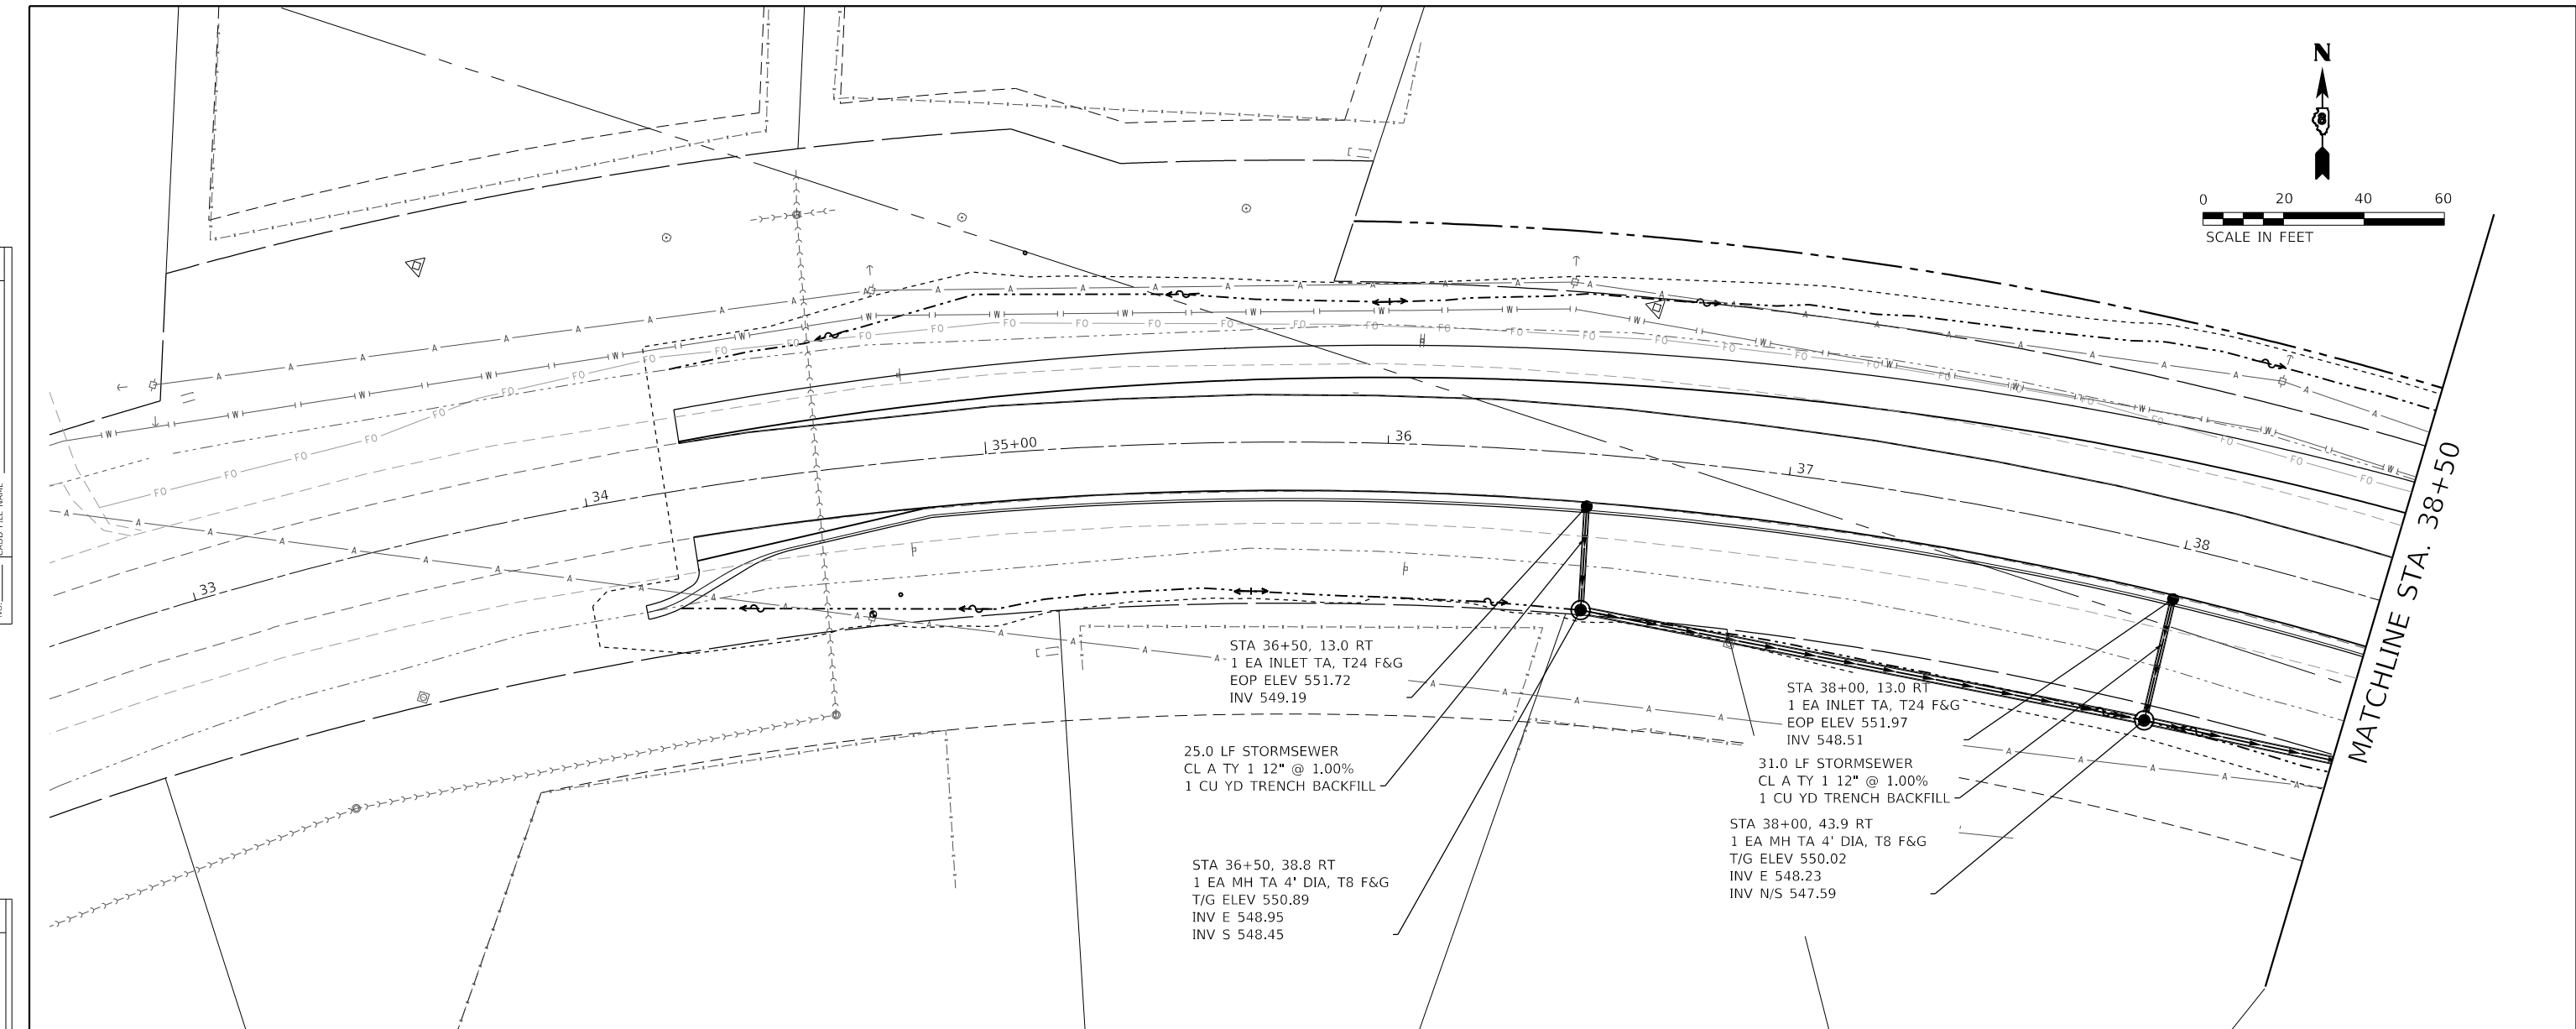 N
8
0 20 40 60
SCALE IN FEET
33
34
35+00
36
37
38
MATCHLINE STA. 38+50
STA 36+50, 13.0 RT
1 EA INLET TA, T24 F&G
EOP ELEV 551.72
INV 549.19
25.0 LF STORMSEWER
CL A TY 1 12" @ 1.00%
1 CU YD TRENCH BACKFILL
STA 36+50, 38.8 RT
1 EA MH TA 4' DIA, T8 F&G
T/G ELEV 550.89
INV E 548.95
INV S 548.45
STA 38+00, 13.0 RT
1 EA INLET TA, T24 F&G
EOP ELEV 551.97
INV 548.51
31.0 LF STORMSEWER
CL A TY 1 12" @ 1.00%
1 CU YD TRENCH BACKFILL
STA 38+00, 43.9 RT
1 EA MH TA 4' DIA, T8 F&G
T/G ELEV 550.02
INV E 548.23
INV N/S 547.59